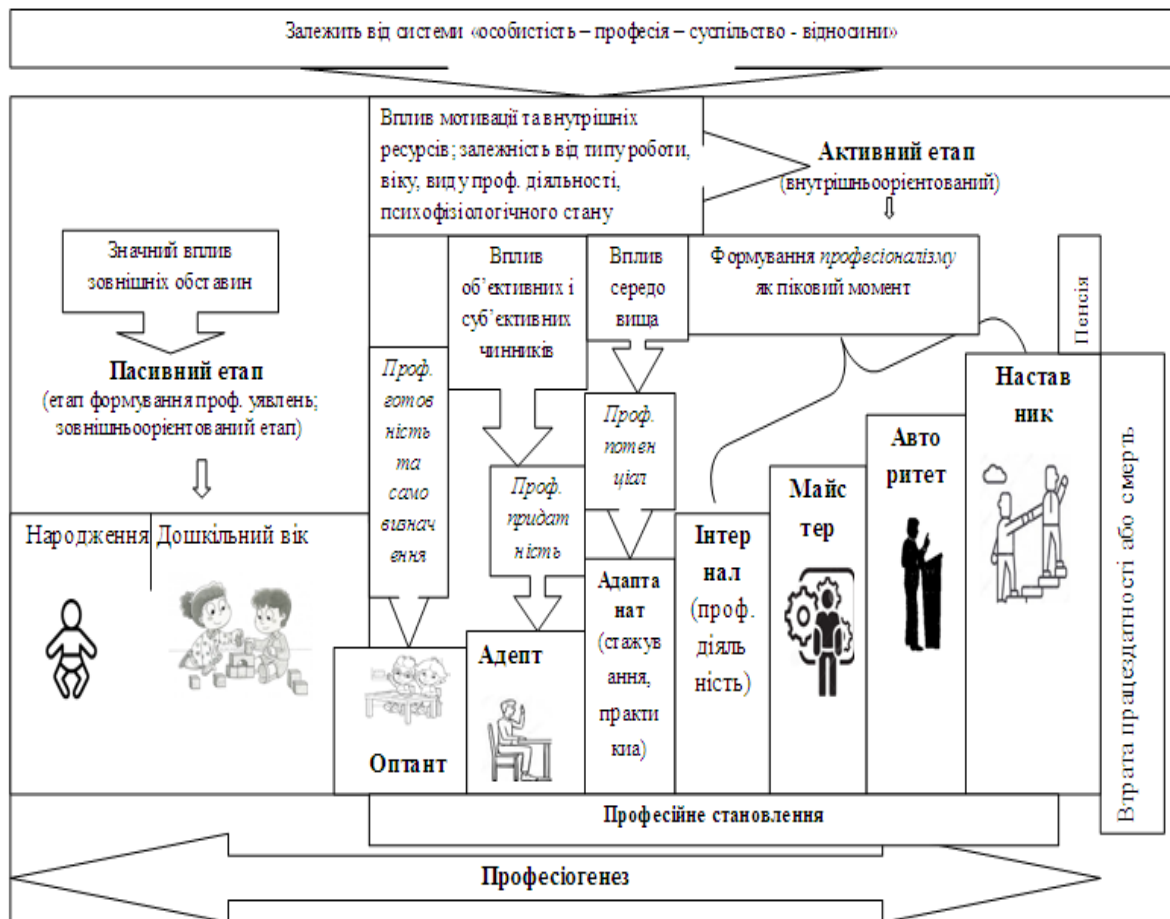 Залежить від системи «особистість – професія – суспільство - відносини»
Вплив мотивації та внутрішніх
ресурсів; залежність від типу роботи,
віку, виду проф. діяльності,
психофізіологічного стану
Активний етап
(внутрішньоорієнтований)
Значний вплив
зовнішніх обставин
Пасивний етап
(етап формування проф. уявлень;
зовнішньоорієнтований етап)
Вплив
об’єктивних і
суб’єктивних
чинників
Вплив
середо
вища
Формування професіоналізму
як піковий момент
Пенсія
Проф.
готов
ність
та
само
визнач
ення
Проф.
придат
ність
Проф.
потен
ціал
Народження
Дошкільний вік
Оптант
Адепт
Адапта
нат
(стажув
ання,
практи
киа)
Інтер
нал
(проф.
діяль
ність)
Майс
тер
Авто
ритет
Настав
ник
Втрата працездатності або смерть
Професійне становлення
Професіогенез